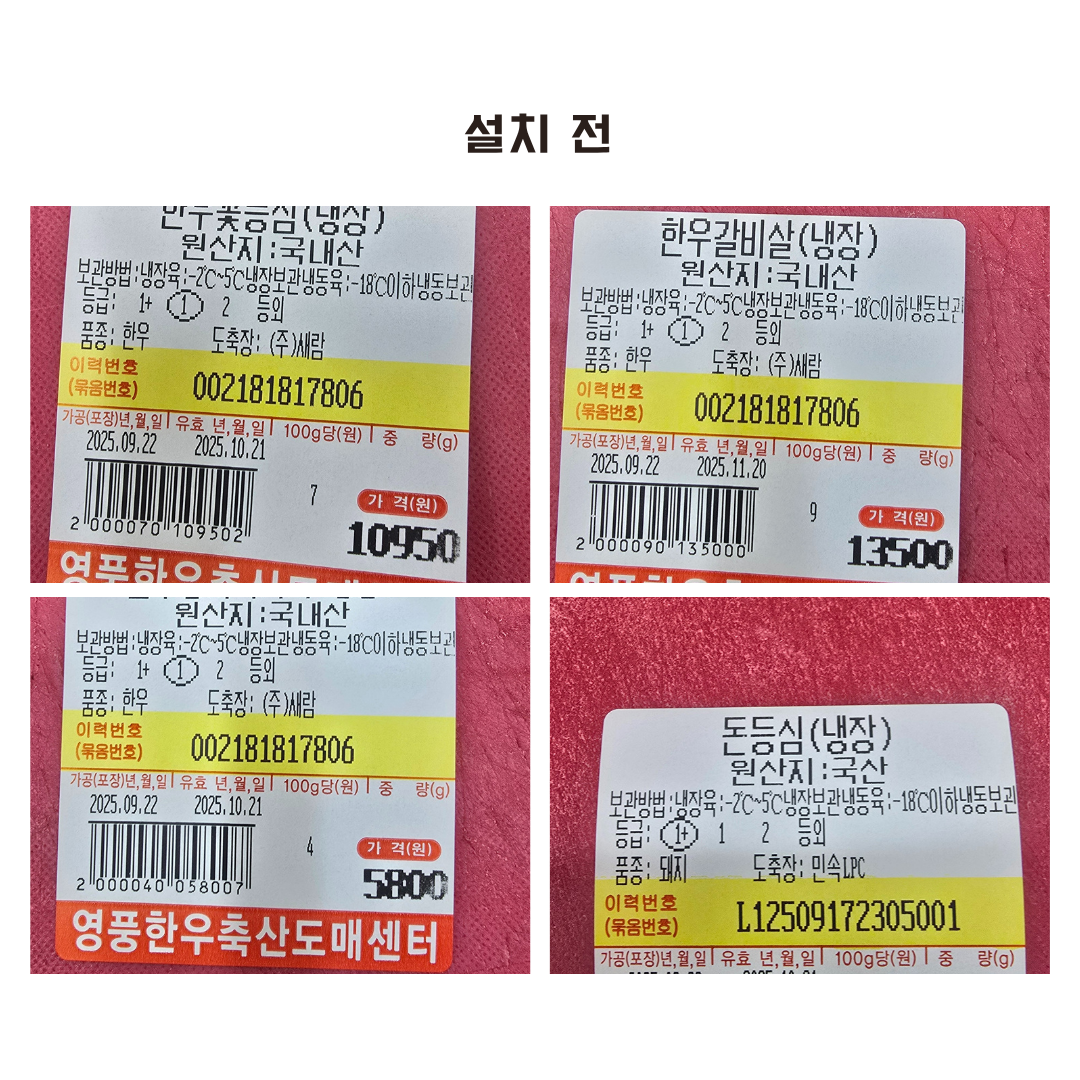 설치 전
한우꽃등심(냉장)
원산지:국내산
보관방법:냉장육:-2℃~5℃냉장보관냉동육:-18℃이하냉동보관
등급: 1+ 1 2 등외
품종: 한우 도축장: (주)새람
이력번호
(묶음번호) 002181817806
가공(포장)년,월,일 유효 년,월,일 100g당(원) 중 량(g)
2025.09.22 2025.10.21
7 가 격(원)
2 000070 109502
10950
영풍한우축산도매
한우갈비살(냉장)
원산지:국내산
보관방법:냉장육:-2℃~5℃냉장보관냉동육:-18℃이하냉동보
등급: 1+ 1 2 등외
품종: 한우 도축장: (주)새람
이력번호
(묶음번호) 002181817806
가공(포장)년,월,일 유효 년,월,일 100g당(원) 중 량(g)
2025.09.22 2025.11.20
9 가 격(원)
2 000090 135000
13500
원산지:국내산
보관방법:냉장육:-2℃~5℃냉장보관냉동육:-18℃이하냉동보관
등급: 1+ 1 2 등외
품종: 한우 도축장: (주)새람
이력번호
(묶음번호) 002181817806
가공(포장)년,월,일 유효 년,월,일 100g당(원) 중 량(g)
2025.09.22 2025.10.21
4 가 격(원)
2 000040 058007
5800
영풍한우축산도매센터
돈등심(냉장)
원산지:국산
보관방법:냉장육:-2℃~5℃냉장보관냉동육:-18℃이하냉동보관
등급: 1+ 1 2 등외
품종: 돼지 도축장: 민속LPC
이력번호
(묶음번호) L12509172305001
가공(포장)년,월,일 유효 년,월,일 100g당(원) 중 량(g)